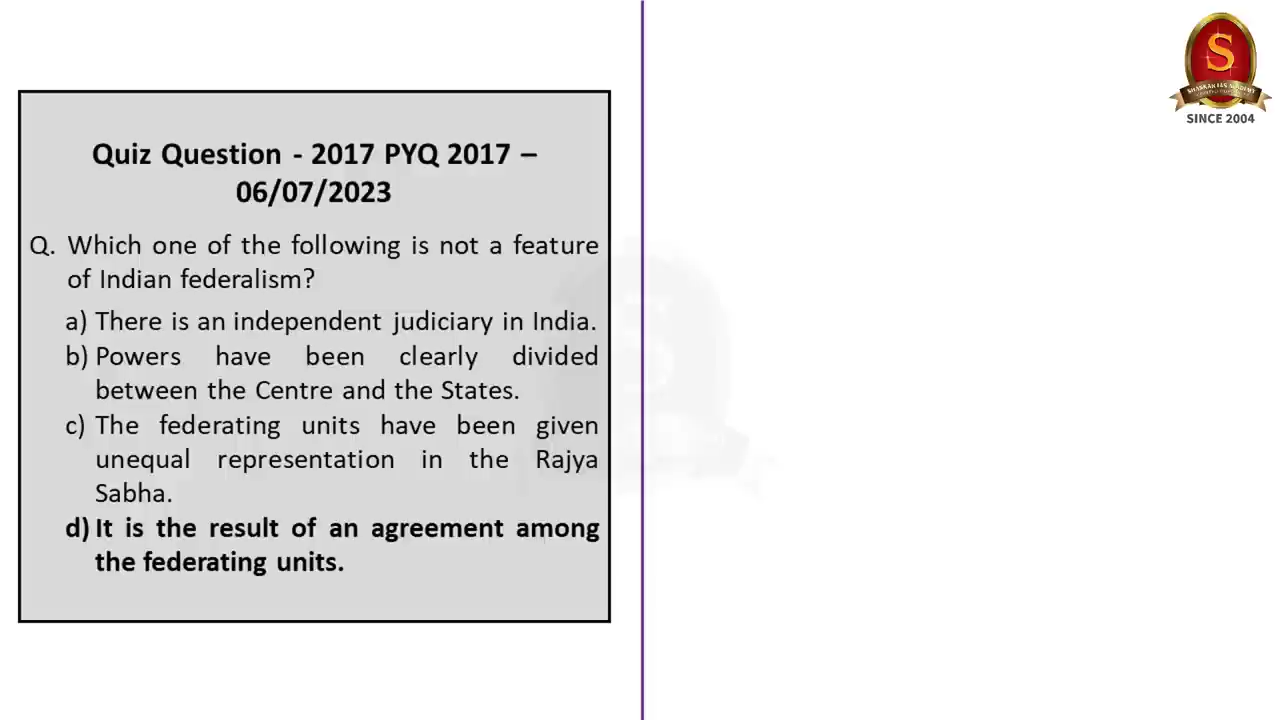 Quiz Question - 2017 PYQ 2017 –
06/07/2023
Q. Which one of the following is not a feature
of Indian federalism?
a) There is an independent judiciary in India.
b) Powers have been clearly divided
between the Centre and the States.
c) The federating units have been given
unequal representation in the Rajya
Sabha.
d) It is the result of an agreement among
the federating units.
S
SHANKAR IAS ACADEMY
SINCE 2004